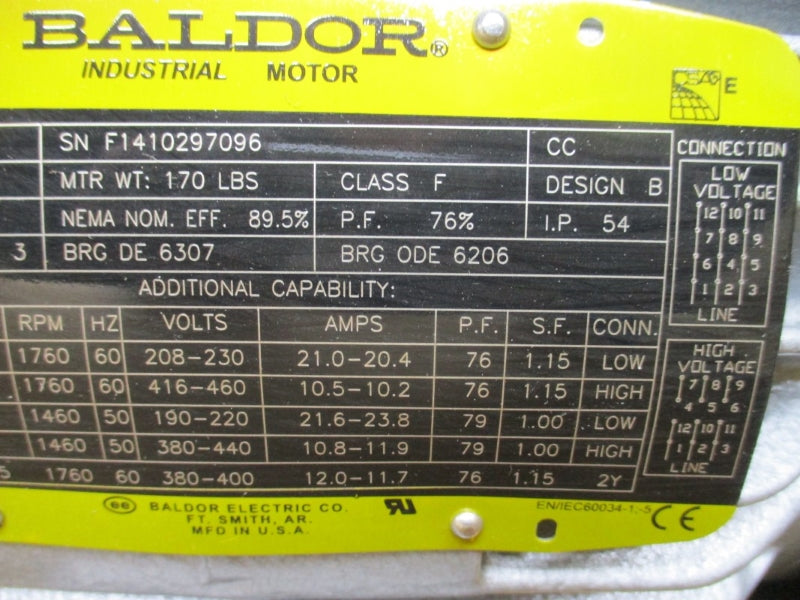 BALDOR®
INDUSTRIAL MOTOR
CSA US E
SN F1410297096 CC
MTR WT: 170 LBS CLASS F DESIGN B
NEMA NOM. EFF. 89.5% P.F. 76% I.P. 54
3 BRG DE 6307 BRG ODE 6206
ADDITIONAL CAPABILITY:
RPM HZ VOLTS AMPS P.F. S.F. CONN.
1760 60 208-230 21.0-20.4 76 1.15 LOW
1760 60 416-460 10.5-10.2 76 1.15 HIGH
1460 50 190-220 21.6-23.8 79 1.00 LOW
1460 50 380-440 10.8-11.9 79 1.00 HIGH
5 1760 60 380-400 12.0-11.7 76 1.15 2Y
CONNECTION
LOW
VOLTAGE
12 10 11
7 8 9
6 4 5
1 2 3
LINE
HIGH
VOLTAGE
7 8 9
4 5 6
12 10 11
1 2 3
LINE
ee BALDOR ELECTRIC CO.
FT. SMITH, AR.
MFD IN U.S.A.
EN/IEC60034-1,-5 CE